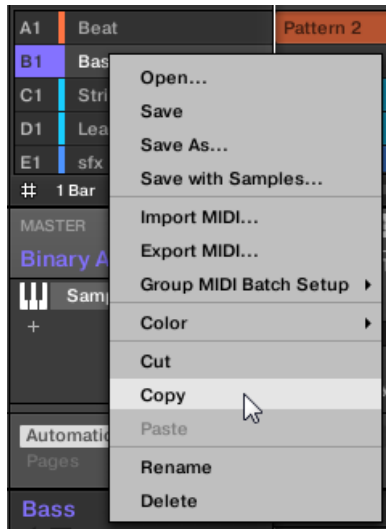 A1 Beat Pattern 2
B1 Bas
C1 Stri
D1 Lea
E1 sfx
1 Bar
MASTER
Binary A
Sam
+
Automatic
Pages
Bass
Open...
Save
Save As...
Save with Samples...
Import MIDI...
Export MIDI...
Group MIDI Batch Setup
Color
Cut
Copy
Paste
Rename
Delete